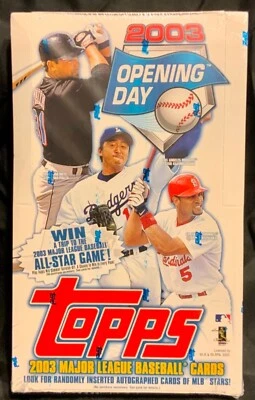 2003
OPENING
DAY
WIN
A TRIP TO THE
2003 MAJOR LEAGUE BASEBALL
ALL-STAR GAME!
Dodgers
5
TOPPS
2003 MAJOR LEAGUE BASEBALL CARDS
LOOK FOR RANDOMLY INSERTED AUTOGRAPHED CARDS OF MLB STARS!